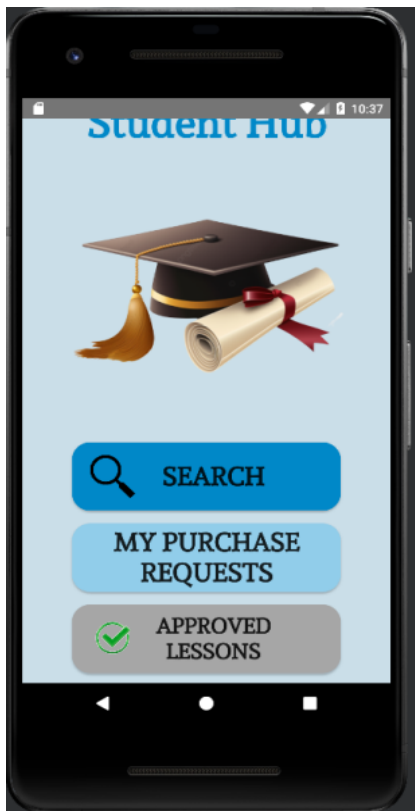 10:37
Student Hub
SEARCH
MY PURCHASE
REQUESTS
APPROVED
LESSONS